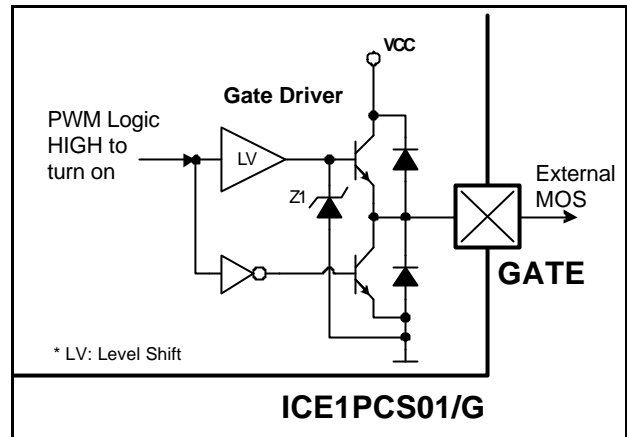 VCC
Gate Driver
PWM Logic
HIGH to
turn on
LV
Z1
External
MOS
GATE
* LV: Level Shift
ICE1PCS01/G